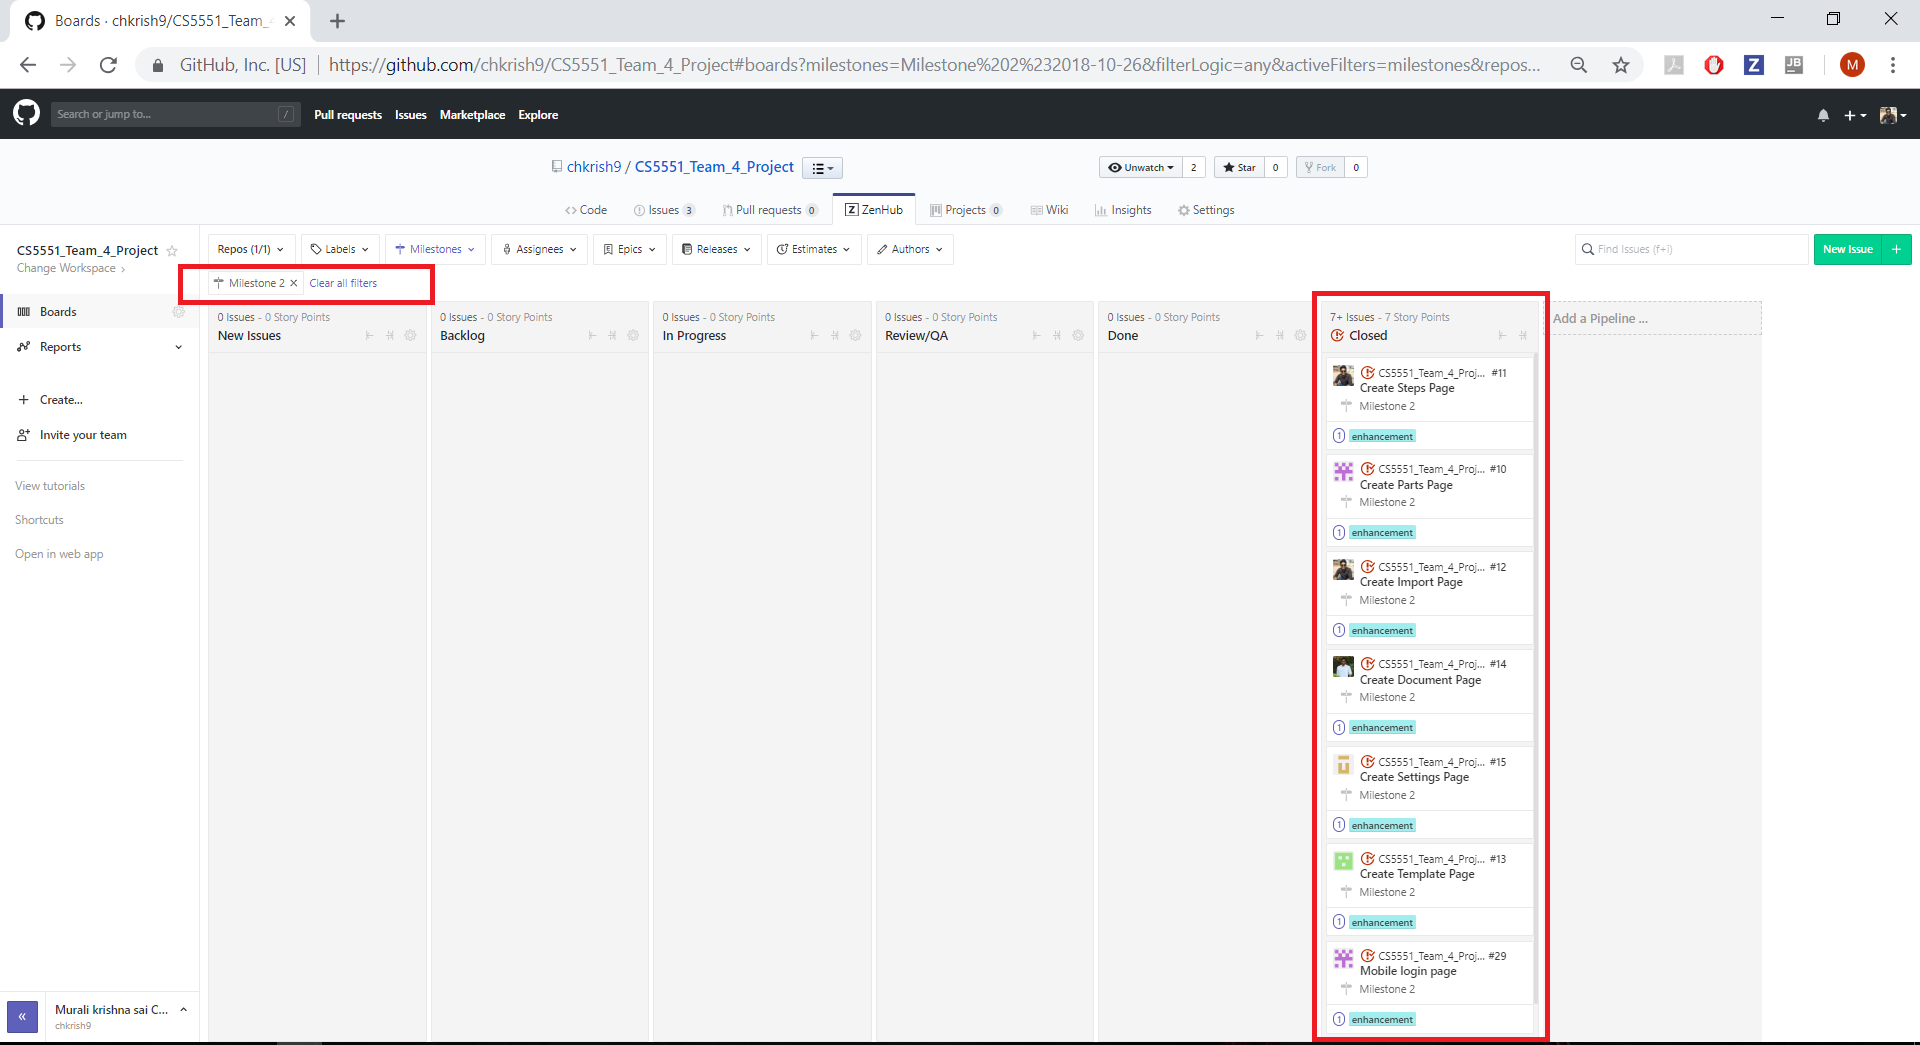 Boards · chkrish9/CS5551_Team_4
GitHub, Inc. [US] https://github.com/chkrish9/CS5551_Team_4_Project#boards?milestones=Milestone%202%232018-10-26&filterLogic=any&activeFilters=milestones&repos...
JB
M
Search or jump to... /
Pull requests Issues Marketplace Explore
chkrish9 / CS5551_Team_4_Project
Unwatch 2 Star 0 Fork 0
Code Issues 3 Pull requests 0 ZenHub Projects 0 Wiki Insights Settings
CS5551_Team_4_Project
Change Workspace
Boards
Reports
Create...
Invite your team
View tutorials
Shortcuts
Open in web app
Murali krishna sai C...
chkrish9
Repos (1/1) Labels Milestones Assignees Epics Releases Estimates Authors
Find Issues (f+i)
New Issue +
Milestone 2 × Clear all filters
0 Issues - 0 Story Points
New Issues
0 Issues - 0 Story Points
Backlog
0 Issues - 0 Story Points
In Progress
0 Issues - 0 Story Points
Review/QA
0 Issues - 0 Story Points
Done
7+ Issues - 7 Story Points
Closed
CS5551_Team_4_Proj... #11
Create Steps Page
Milestone 2
1 enhancement
CS5551_Team_4_Proj... #10
Create Parts Page
Milestone 2
1 enhancement
CS5551_Team_4_Proj... #12
Create Import Page
Milestone 2
1 enhancement
CS5551_Team_4_Proj... #14
Create Document Page
Milestone 2
1 enhancement
CS5551_Team_4_Proj... #15
Create Settings Page
Milestone 2
1 enhancement
CS5551_Team_4_Proj... #13
Create Template Page
Milestone 2
1 enhancement
CS5551_Team_4_Proj... #29
Mobile login page
Milestone 2
1 enhancement
Add a Pipeline ...